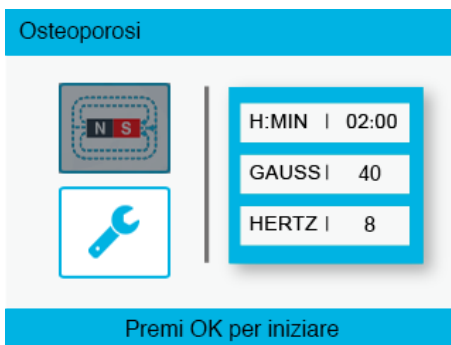 Osteoporosi
N S
H:MIN | 02:00
GAUSS | 40
HERTZ | 8
Premi OK per iniziare